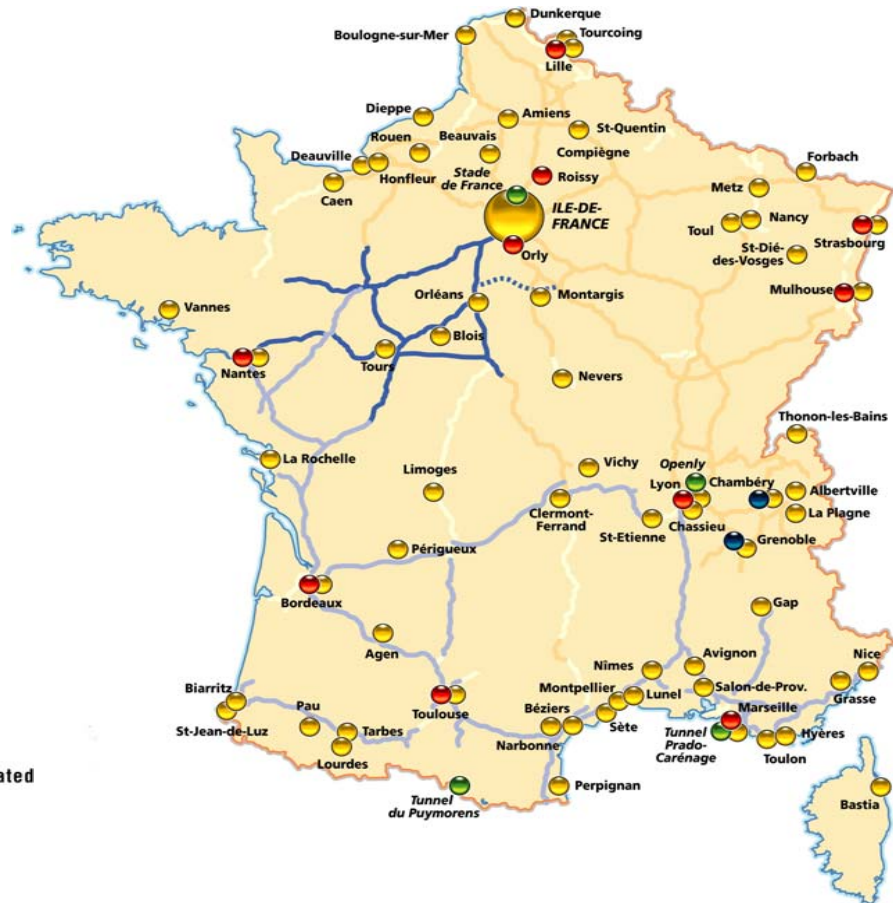 Dunkerque
Boulogne-sur-Mer
Tourcoing
Lille
Dieppe
Amiens
Rouen
Beauvais
St-Quentin
Compiègne
Deauville
Honfleur
Stade
de France
Roissy
Forbach
Caen
Metz
ILE-DE-
FRANCE
Toul
Nancy
Strasbourg
St-Dié-
des-Vosges
Orly
Mulhouse
Vannes
Orléans
Montargis
Blois
Nantes
Tours
Nevers
Thonon-les-Bains
La Rochelle
Limoges
Vichy
Openly
Lyon
Chambéry
Albertville
Clermont-
Ferrand
Chassieu
La Plagne
St-Etienne
Grenoble
Périgueux
Bordeaux
Gap
Agen
Avignon
Nice
Nîmes
Biarritz
Pau
Toulouse
Montpellier
Lunel
Salon-de-Prov.
Grasse
St-Jean-de-Luz
Tarbes
Béziers
Sète
Marseille
Narbonne
Tunnel
Prado-
Carénage
Hyères
Toulon
Lourdes
ated
Tunnel
du Puymorens
Perpignan
Bastia